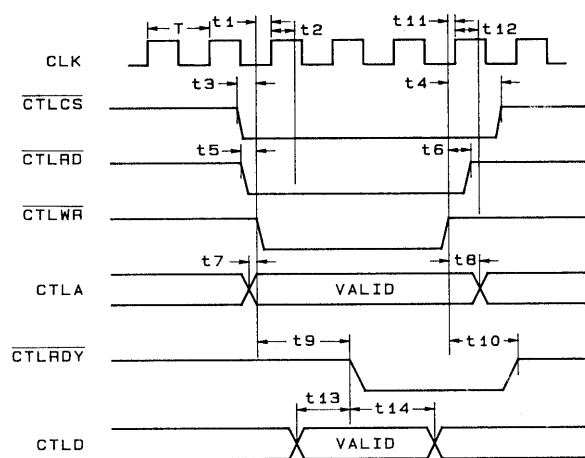 t1 t11
T t2 t12
CLK
t3 t4
CTLCS
t5 t6
CTLRD
CTLWR
t7 t8
CTLA VALID
t9 t10
CTLRDY
t13 t14
CTLD VALID